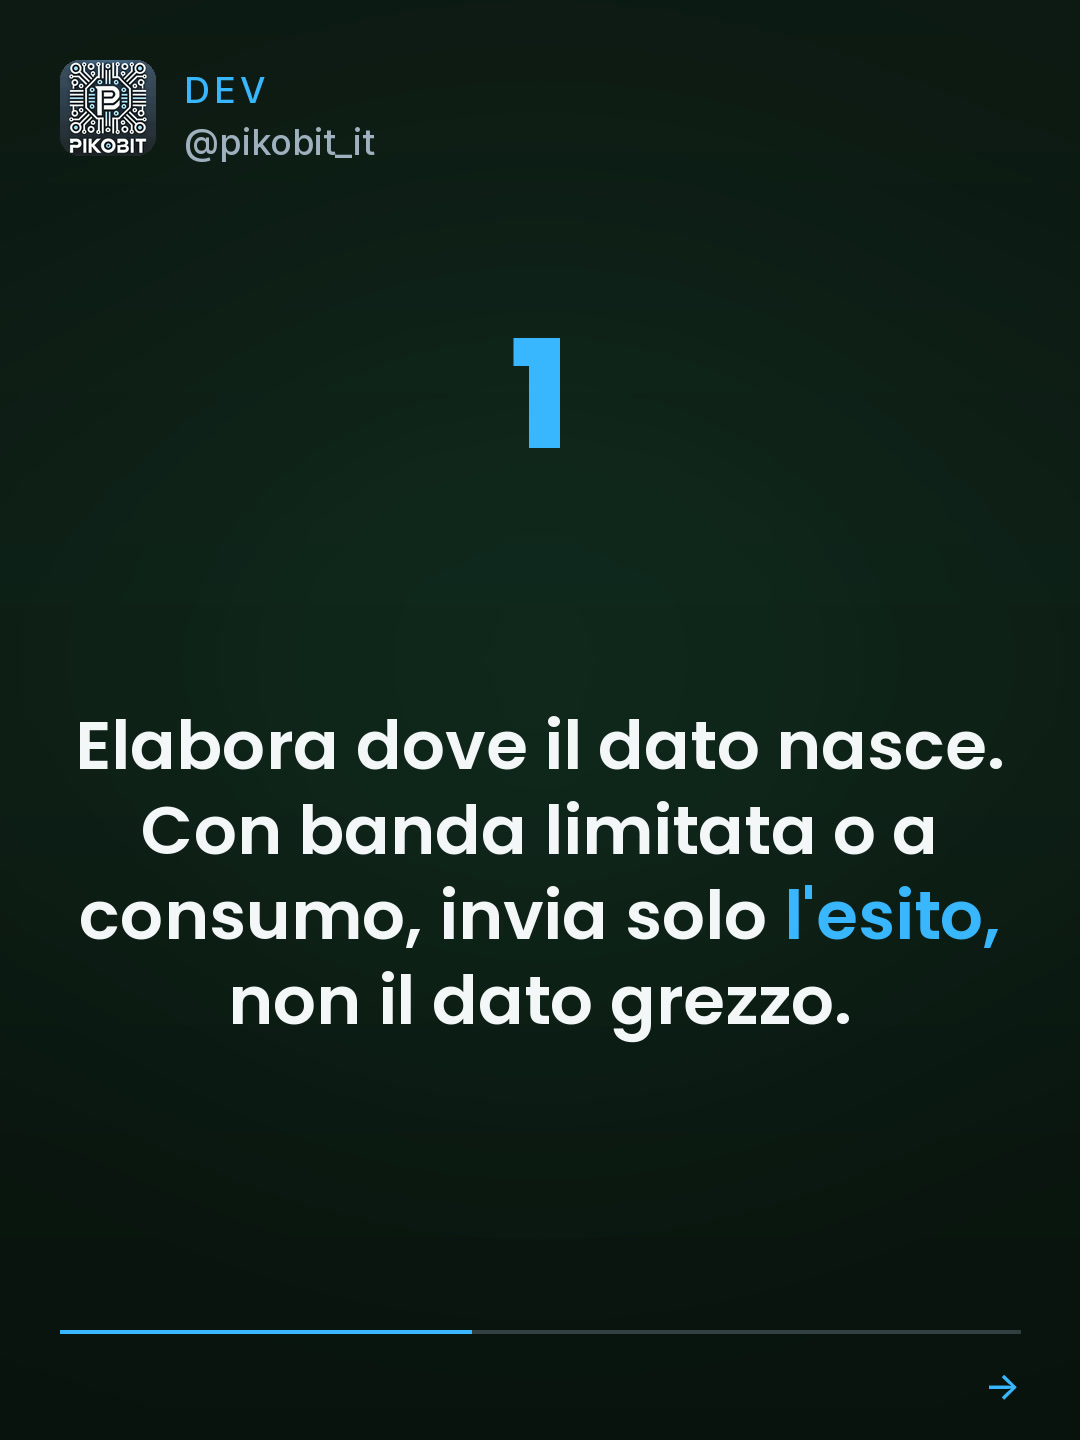 PIKOBIT
DEV
@pikobit_it
1
Elabora dove il dato nasce.
Con banda limitata o a
consumo, invia solo l'esito,
non il dato grezzo.